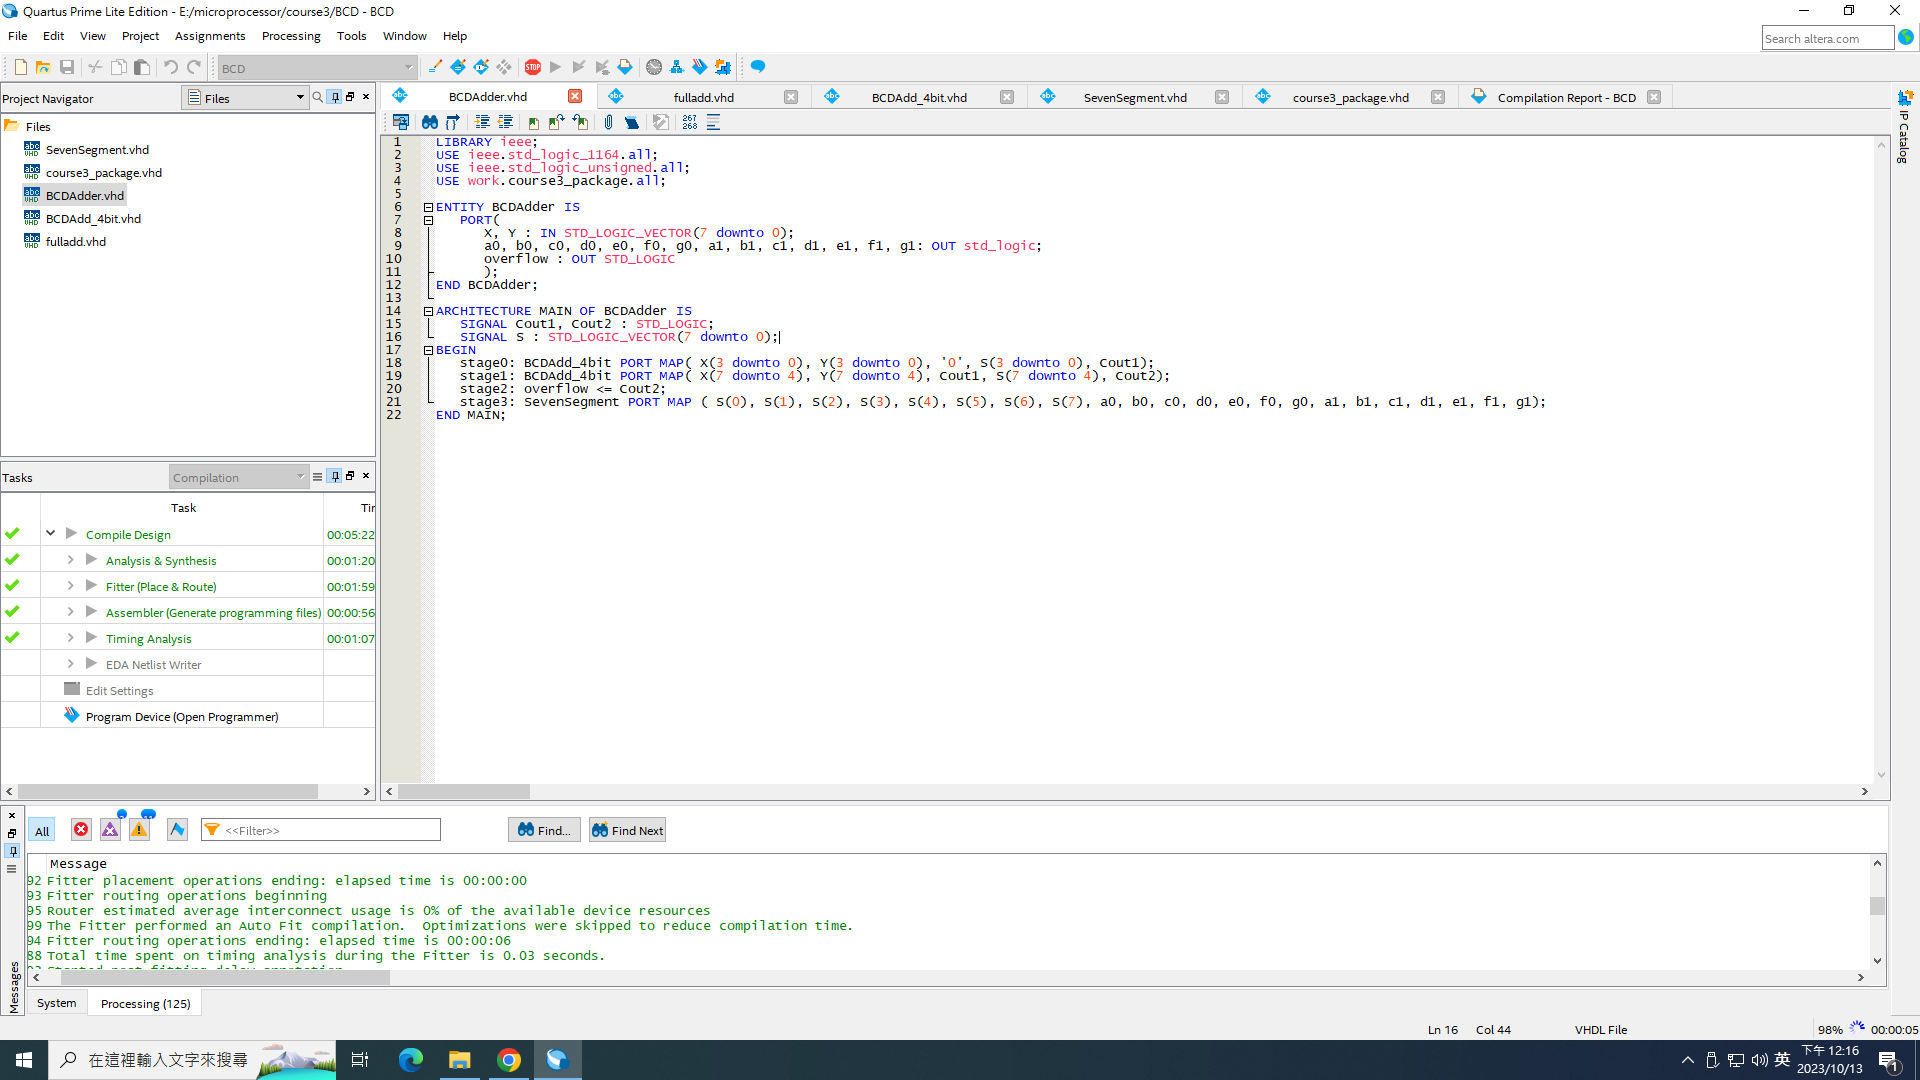 Quartus Prime Lite Edition - E:/microprocessor/course3/BCD - BCD
File Edit View Project Assignments Processing Tools Window Help
Search altera.com
BCD
STOP
Project Navigator
Files
BCDAdder.vhd
fulladd.vhd
BCDAdd_4bit.vhd
SevenSegment.vhd
course3_package.vhd
Compilation Report - BCD
IP Catalog
Files
SevenSegment.vhd
course3_package.vhd
BCDAdder.vhd
BCDAdd_4bit.vhd
fulladd.vhd
267
268
1 LIBRARY ieee;
2 USE ieee.std_logic_1164.all;
3 USE ieee.std_logic_unsigned.all;
4 USE work.course3_package.all;
5
6 ENTITY BCDAdder IS
7 PORT(
8 X, Y : IN STD_LOGIC_VECTOR(7 downto 0);
9 a0, b0, c0, d0, e0, f0, g0, a1, b1, c1, d1, e1, f1, g1: OUT std_logic;
10 overflow : OUT STD_LOGIC
11 );
12 END BCDAdder;
13
14 ARCHITECTURE MAIN OF BCDAdder IS
15 SIGNAL Cout1, Cout2 : STD_LOGIC;
16 SIGNAL S : STD_LOGIC_VECTOR(7 downto 0);
17 BEGIN
18 stage0: BCDAdd_4bit PORT MAP( X(3 downto 0), Y(3 downto 0), '0', S(3 downto 0), Cout1);
19 stage1: BCDAdd_4bit PORT MAP( X(7 downto 4), Y(7 downto 4), Cout1, S(7 downto 4), Cout2);
20 stage2: overflow <= Cout2;
21 stage3: SevenSegment PORT MAP ( S(0), S(1), S(2), S(3), S(4), S(5), S(6), S(7), a0, b0, c0, d0, e0, f0, g0, a1, b1, c1, d1, e1, f1, g1);
22 END MAIN;
Tasks
Compilation
Task
Compile Design 00:05:22
Analysis & Synthesis 00:01:20
Fitter (Place & Route) 00:01:59
Assembler (Generate programming files) 00:00:56
Timing Analysis 00:01:07
EDA Netlist Writer
Edit Settings
Program Device (Open Programmer)
All
<<Filter>>
Find...
Find Next
Message
92 Fitter placement operations ending: elapsed time is 00:00:00
93 Fitter routing operations beginning
95 Router estimated average interconnect usage is 0% of the available device resources
99 The Fitter performed an Auto Fit compilation.  Optimizations were skipped to reduce compilation time.
94 Fitter routing operations ending: elapsed time is 00:00:06
88 Total time spent on timing analysis during the Fitter is 0.03 seconds.
Messages
System
Processing (125)
Ln 16 Col 44
VHDL File
98% 00:00:05
在這裡輸入文字來搜尋
英
下午 12:16
2023/10/13
1